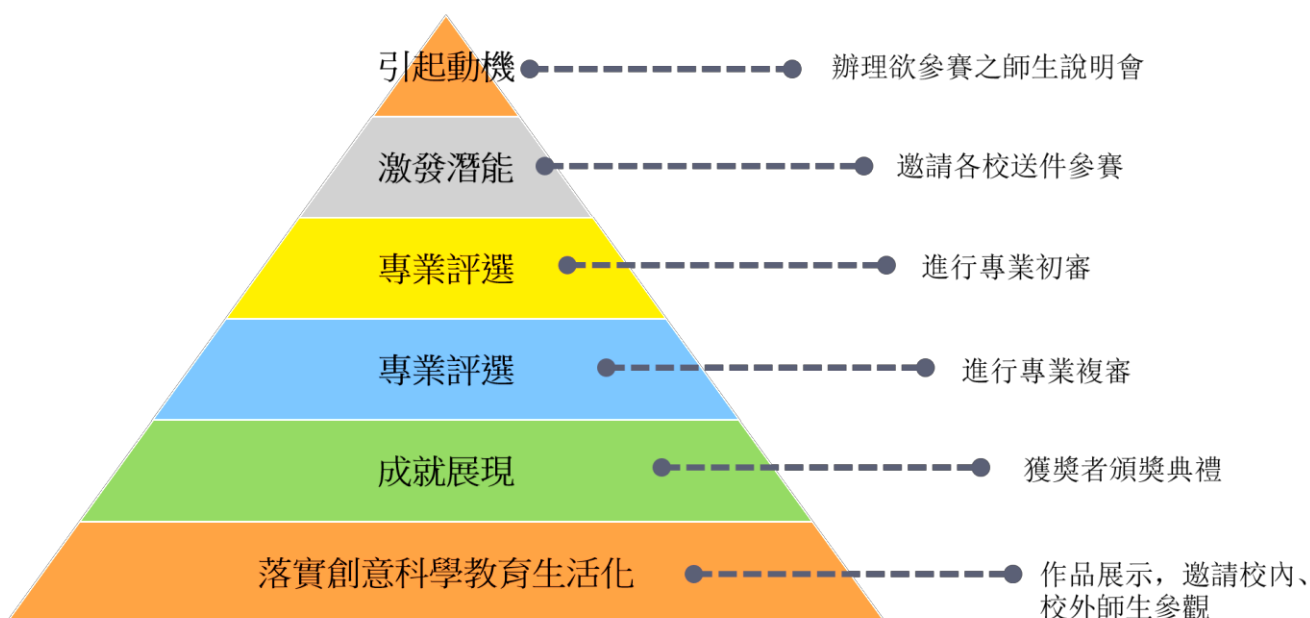 引起動機
辦理欲參賽之師生說明會
激發潛能
邀請各校送件參賽
專業評選
進行專業初審
專業評選
進行專業複審
成就展現
獲獎者頒獎典禮
落實創意科學教育生活化
作品展示，邀請校內、
校外師生參觀